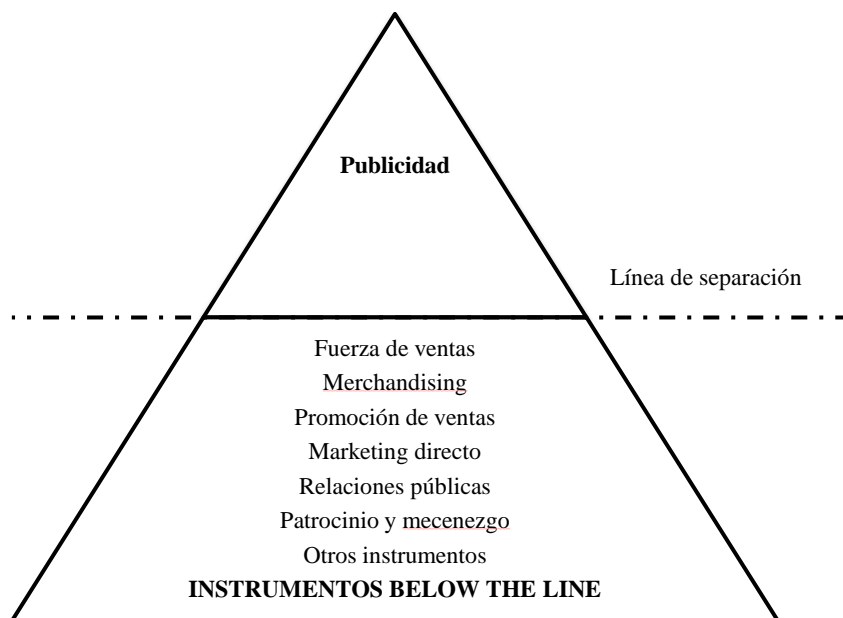 Publicidad
Línea de separación
Fuerza de ventas
Merchandising
Promoción de ventas
Marketing directo
Relaciones públicas
Patrocinio y mecenezgo
Otros instrumentos
INSTRUMENTOS BELOW THE LINE